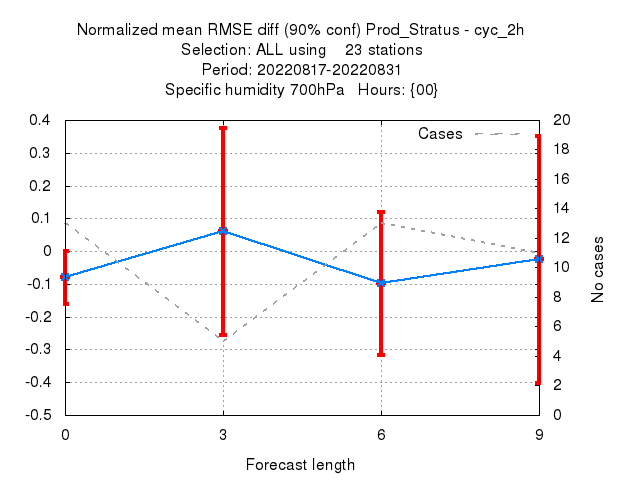 Normalized mean RMSE diff (90% conf) Prod_Stratus - cyc_2h
Selection: ALL using    23 stations
Period: 20220817-20220831
Specific humidity 700hPa   Hours: {00}
Cases
0.4
0.3
0.2
0.1
0
-0.1
-0.2
-0.3
-0.4
-0.5
20
18
16
14
12
10
8
6
4
2
0
No cases
0 3 6 9
Forecast length